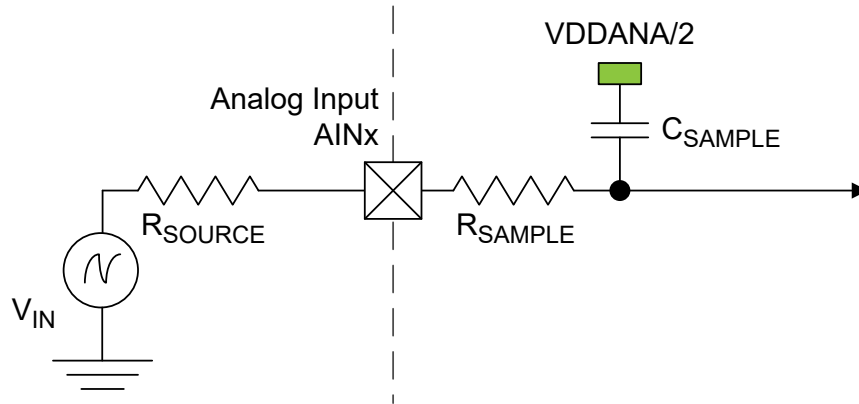 VDDANA/2
Analog Input
AINx
CSAMPLE
RSOURCE
RSAMPLE
VIN